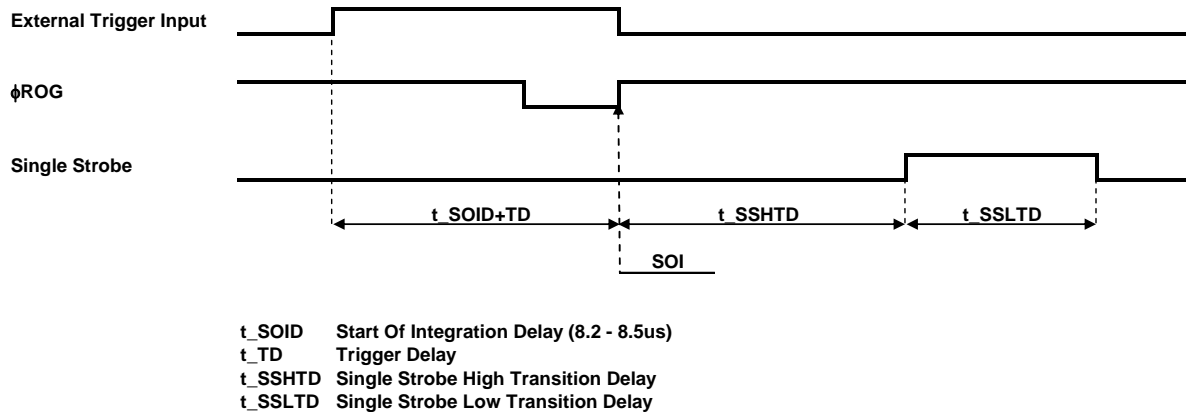 External Trigger Input
ϕROG
Single Strobe
t_SOID+TD t_SSHTD t_SSLTD
SOI
t_SOID Start Of Integration Delay (8.2 - 8.5us)
t_TD Trigger Delay
t_SSHTD Single Strobe High Transition Delay
t_SSLTD Single Strobe Low Transition Delay